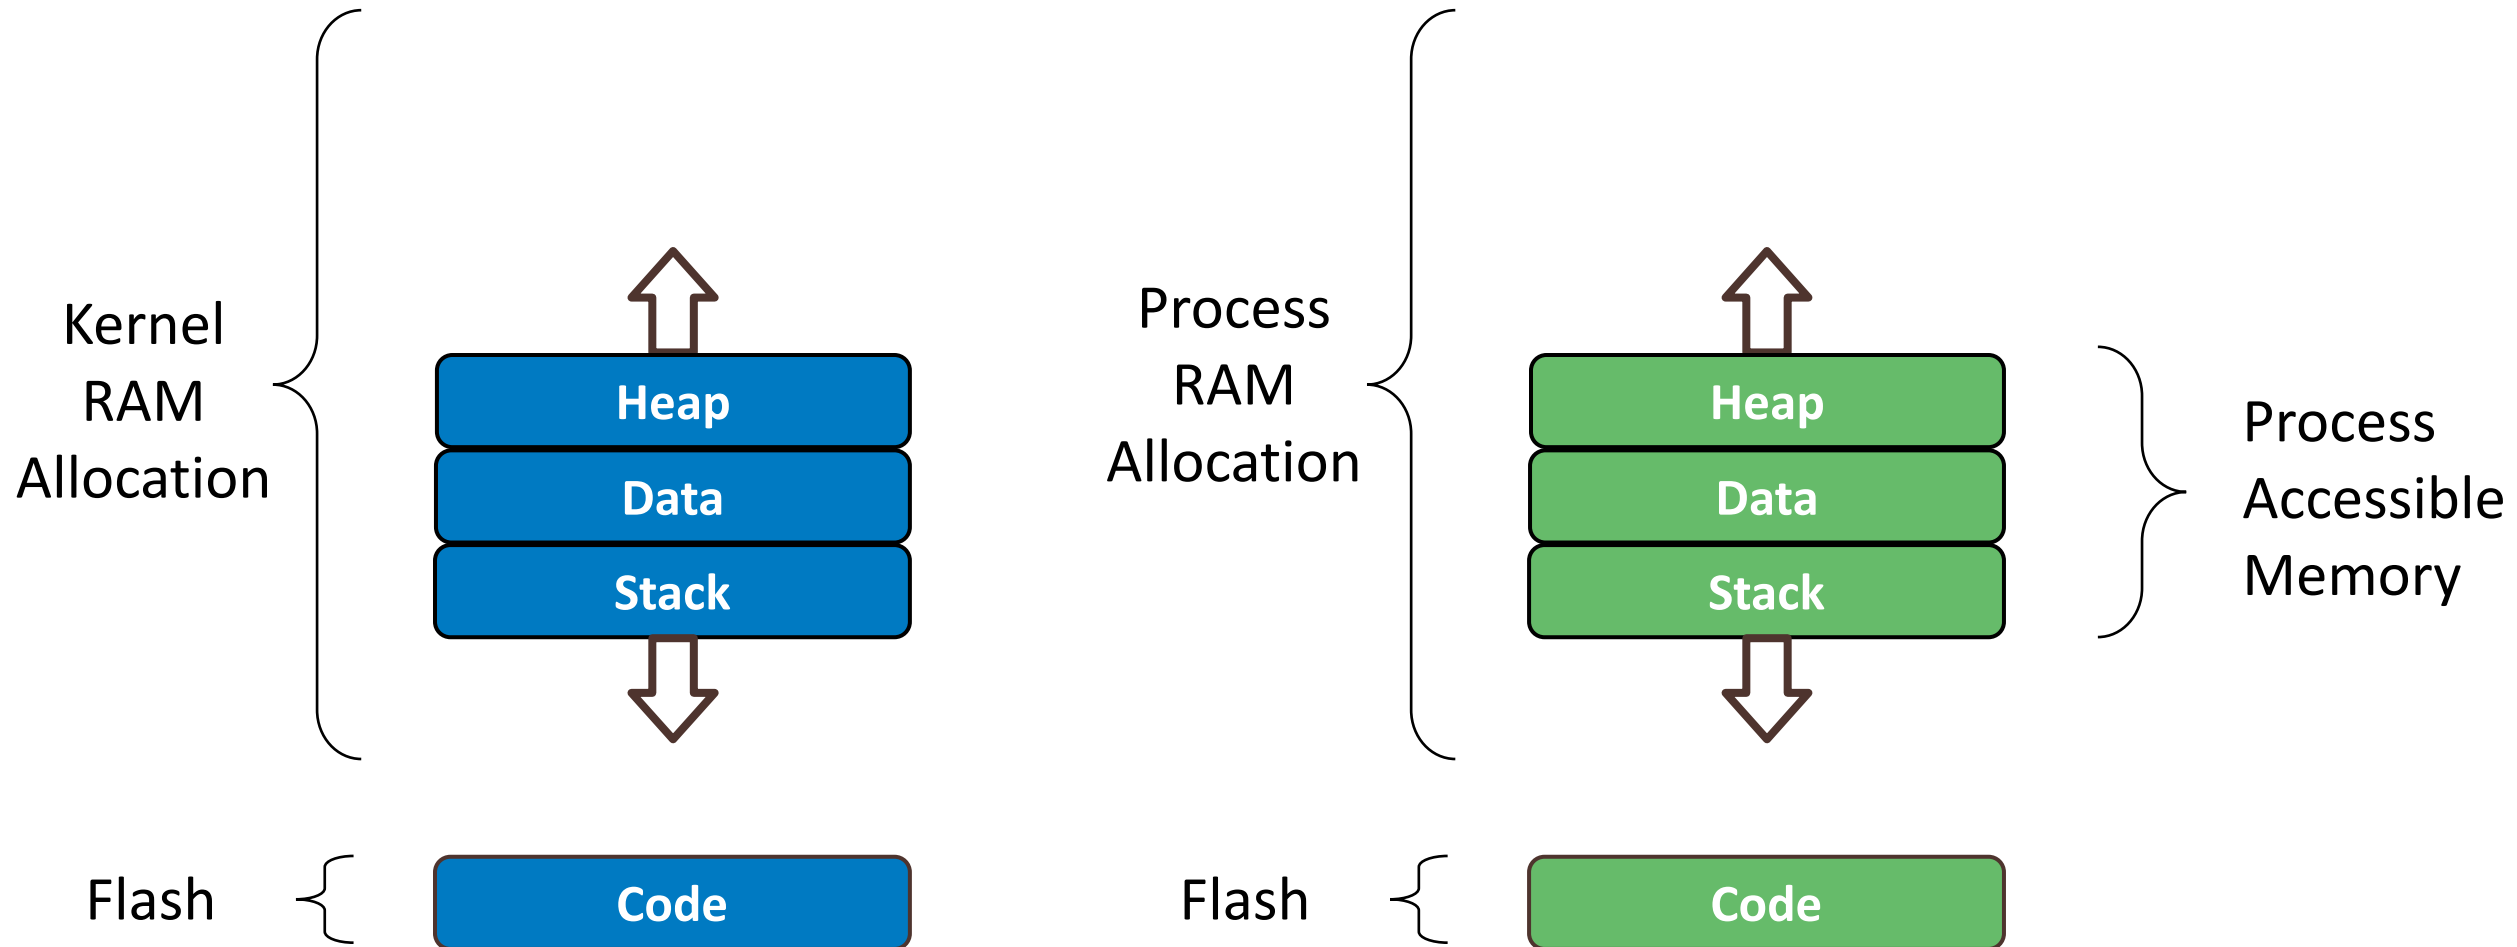 Kernel
RAM
Allocation
Heap
Data
Stack
Flash
Code
Process
RAM
Allocation
Heap
Data
Stack
Process
Accessible
Memory
Flash
Code